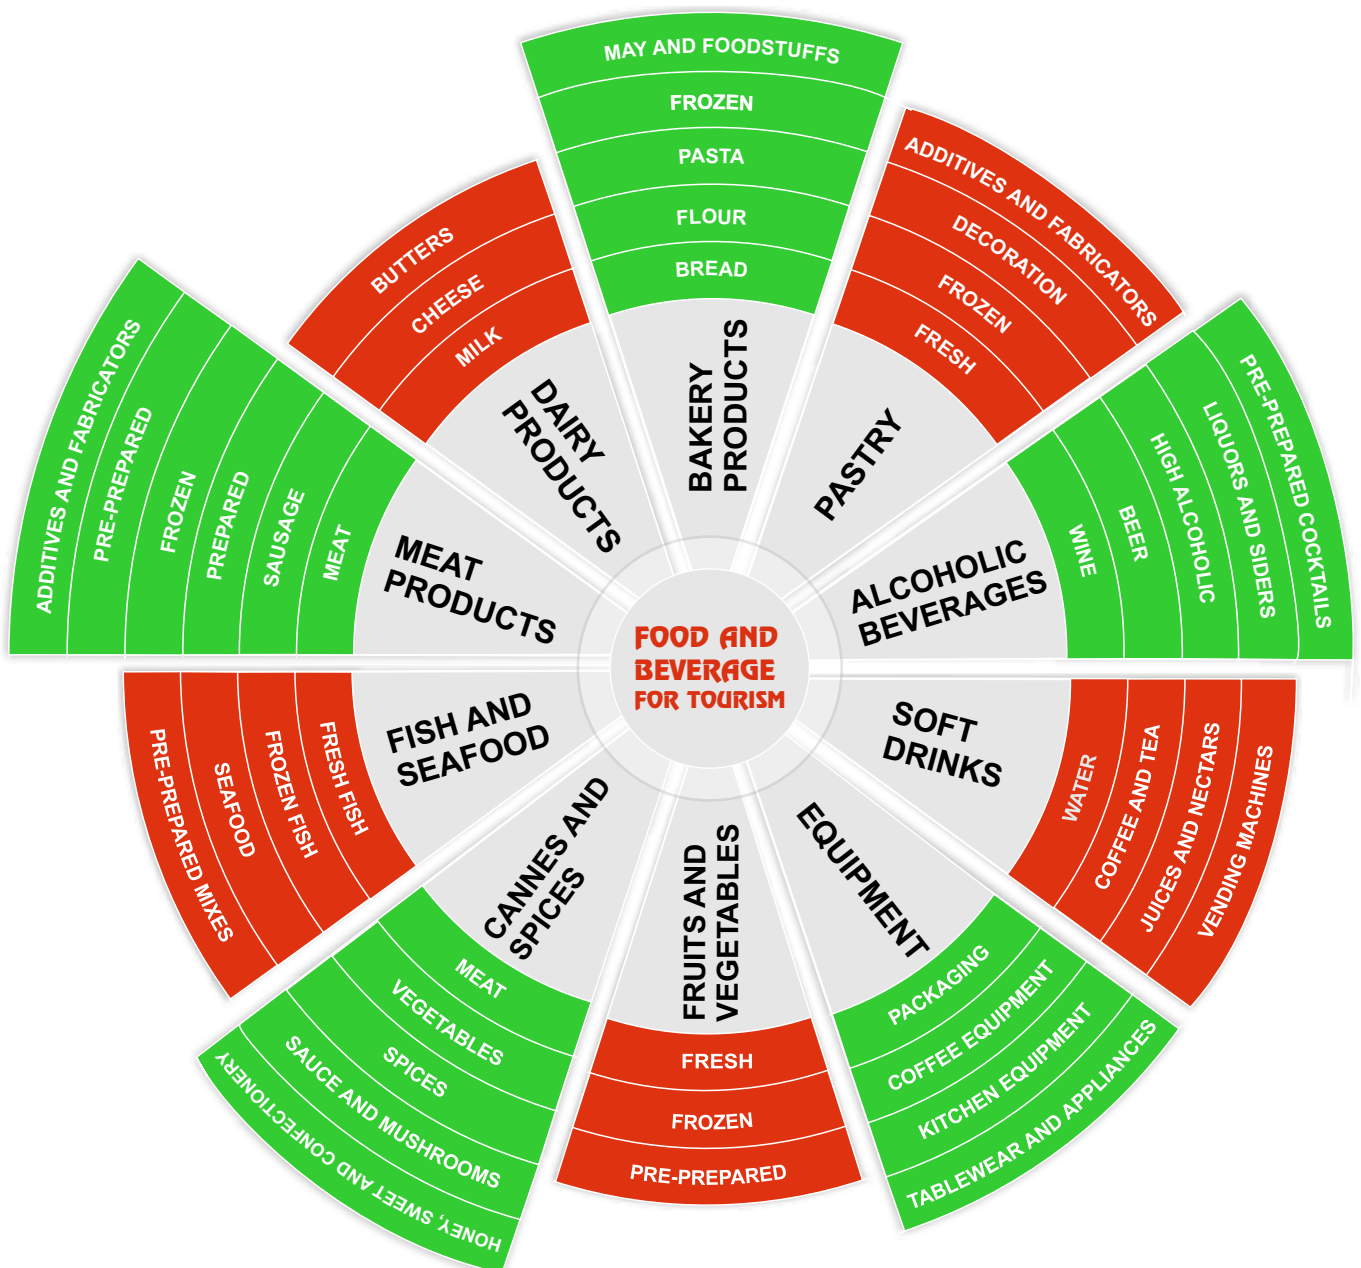 FOOD AND
BEVERAGE
FOR TOURISM
MAY AND FOODSTUFFS
FROZEN
PASTA
FLOUR
BREAD
BAKERY
PRODUCTS
ADDITIVES AND FABRICATORS
DECORATION
FROZEN
FRESH
PASTRY
PRE-PREPARED COCKTAILS
LIQUORS AND SIDERS
HIGH ALCOHOLIC
BEER
WINE
ALCOHOLIC
BEVERAGES
SOFT
DRINKS
WATER
COFFEE AND TEA
JUICES AND NECTARS
VENDING MACHINES
EQUIPMENT
PACKAGING
COFFEE EQUIPMENT
KITCHEN EQUIPMENT
TABLEWEAR AND APPLIANCES
FRUITS AND
VEGETABLES
FRESH
FROZEN
PRE-PREPARED
CANNES AND
SPICES
MEAT
VEGETABLES
SPICES
SAUCE AND MUSHROOMS
HONEY, SWEET AND CONFECTIONERY
FISH AND
SEAFOOD
FRESH FISH
FROZEN FISH
SEAFOOD
PRE-PREPARED MIXES
MEAT
PRODUCTS
MEAT
SAUSAGE
PREPARED
FROZEN
PRE-PREPARED
ADDITIVES AND FABRICATORS
DAIRY
PRODUCTS
BUTTERS
CHEESE
MILK